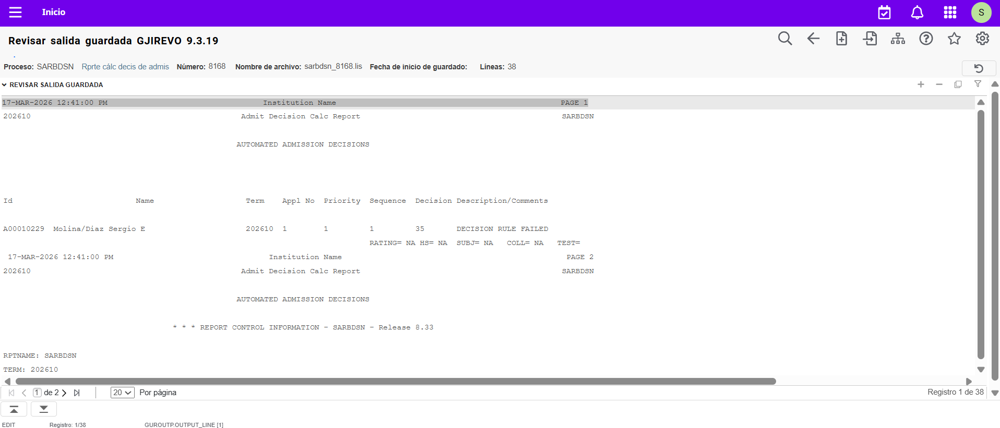 Inicio
S
Revisar salida guardada GJIREVO 9.3.19
Proceso: SARBDSN Rprte cálc decis de admis Número: 8168 Nombre de archivo: sarbdsn_8168.lis Fecha de inicio de guardado: Líneas: 38
REVISAR SALIDA GUARDADA
17-MAR-2026 12:41:00 PM Institution Name PAGE 1
202610 Admit Decision Calc Report SARBDSN
AUTOMATED ADMISSION DECISIONS
Id Name Term Appl No Priority Sequence Decision Description/Comments
A00010229 Molina/Diaz Sergio E 202610 1 1 1 35 DECISION RULE FAILED
RATING= NA HS= NA SUBJ= NA COLL= NA TEST=
17-MAR-2026 12:41:00 PM Institution Name PAGE 2
202610 Admit Decision Calc Report SARBDSN
AUTOMATED ADMISSION DECISIONS
* * * REPORT CONTROL INFORMATION - SARBDSN - Release 8.33
RPTNAME: SARBDSN
TERM: 202610
1 de 2 20 Por página Registro 1 de 38
EDIT Registro: 1/38 GUROUTP.OUTPUT_LINE [1]